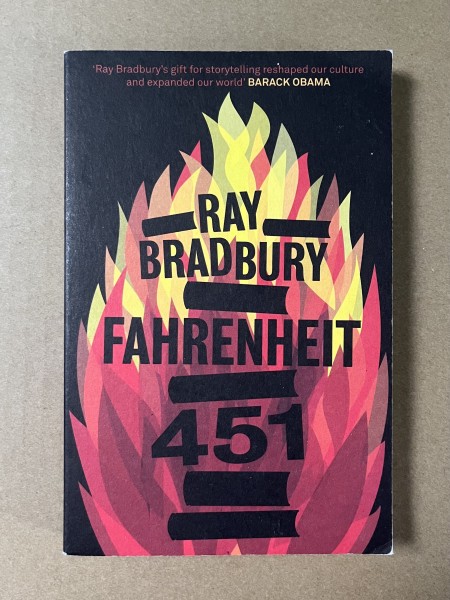 'Ray Bradbury's gift for storytelling reshaped our culture
and expanded our world' BARACK OBAMA
RAY
BRADBURY
FAHRENHEIT
451